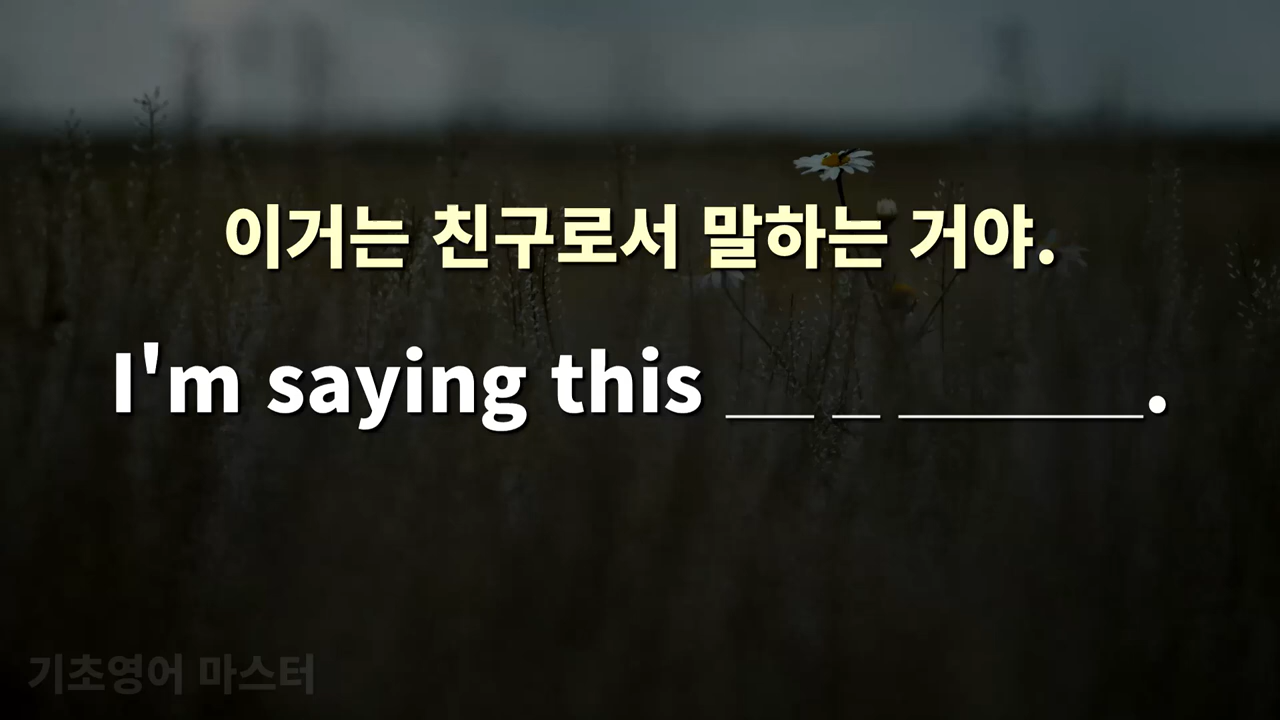 이거는 친구로서 말하는 거야.
I'm saying this __ _ ______.
기초영어 마스터